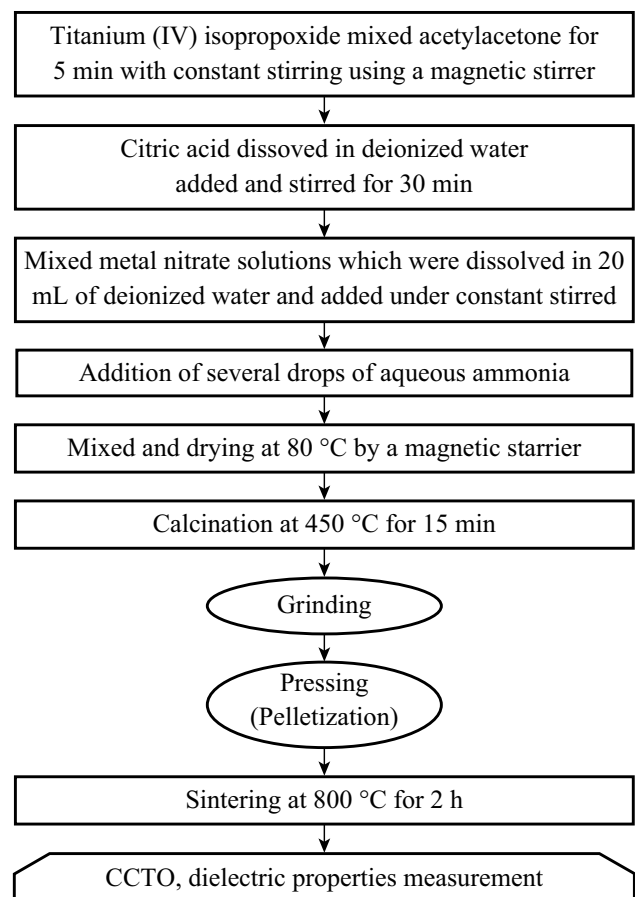 Titanium (IV) isopropoxide mixed acetylacetone for
5 min with constant stirring using a magnetic stirrer
Citric acid dissoved in deionized water
added and stirred for 30 min
Mixed metal nitrate solutions which were dissolved in 20
mL of deionized water and added under constant stirred
Addition of several drops of aqueous ammonia
Mixed and drying at 80 °C by a magnetic starrier
Calcination at 450 °C for 15 min
Grinding
Pressing
(Pelletization)
Sintering at 800 °C for 2 h
CCTO, dielectric properties measurement